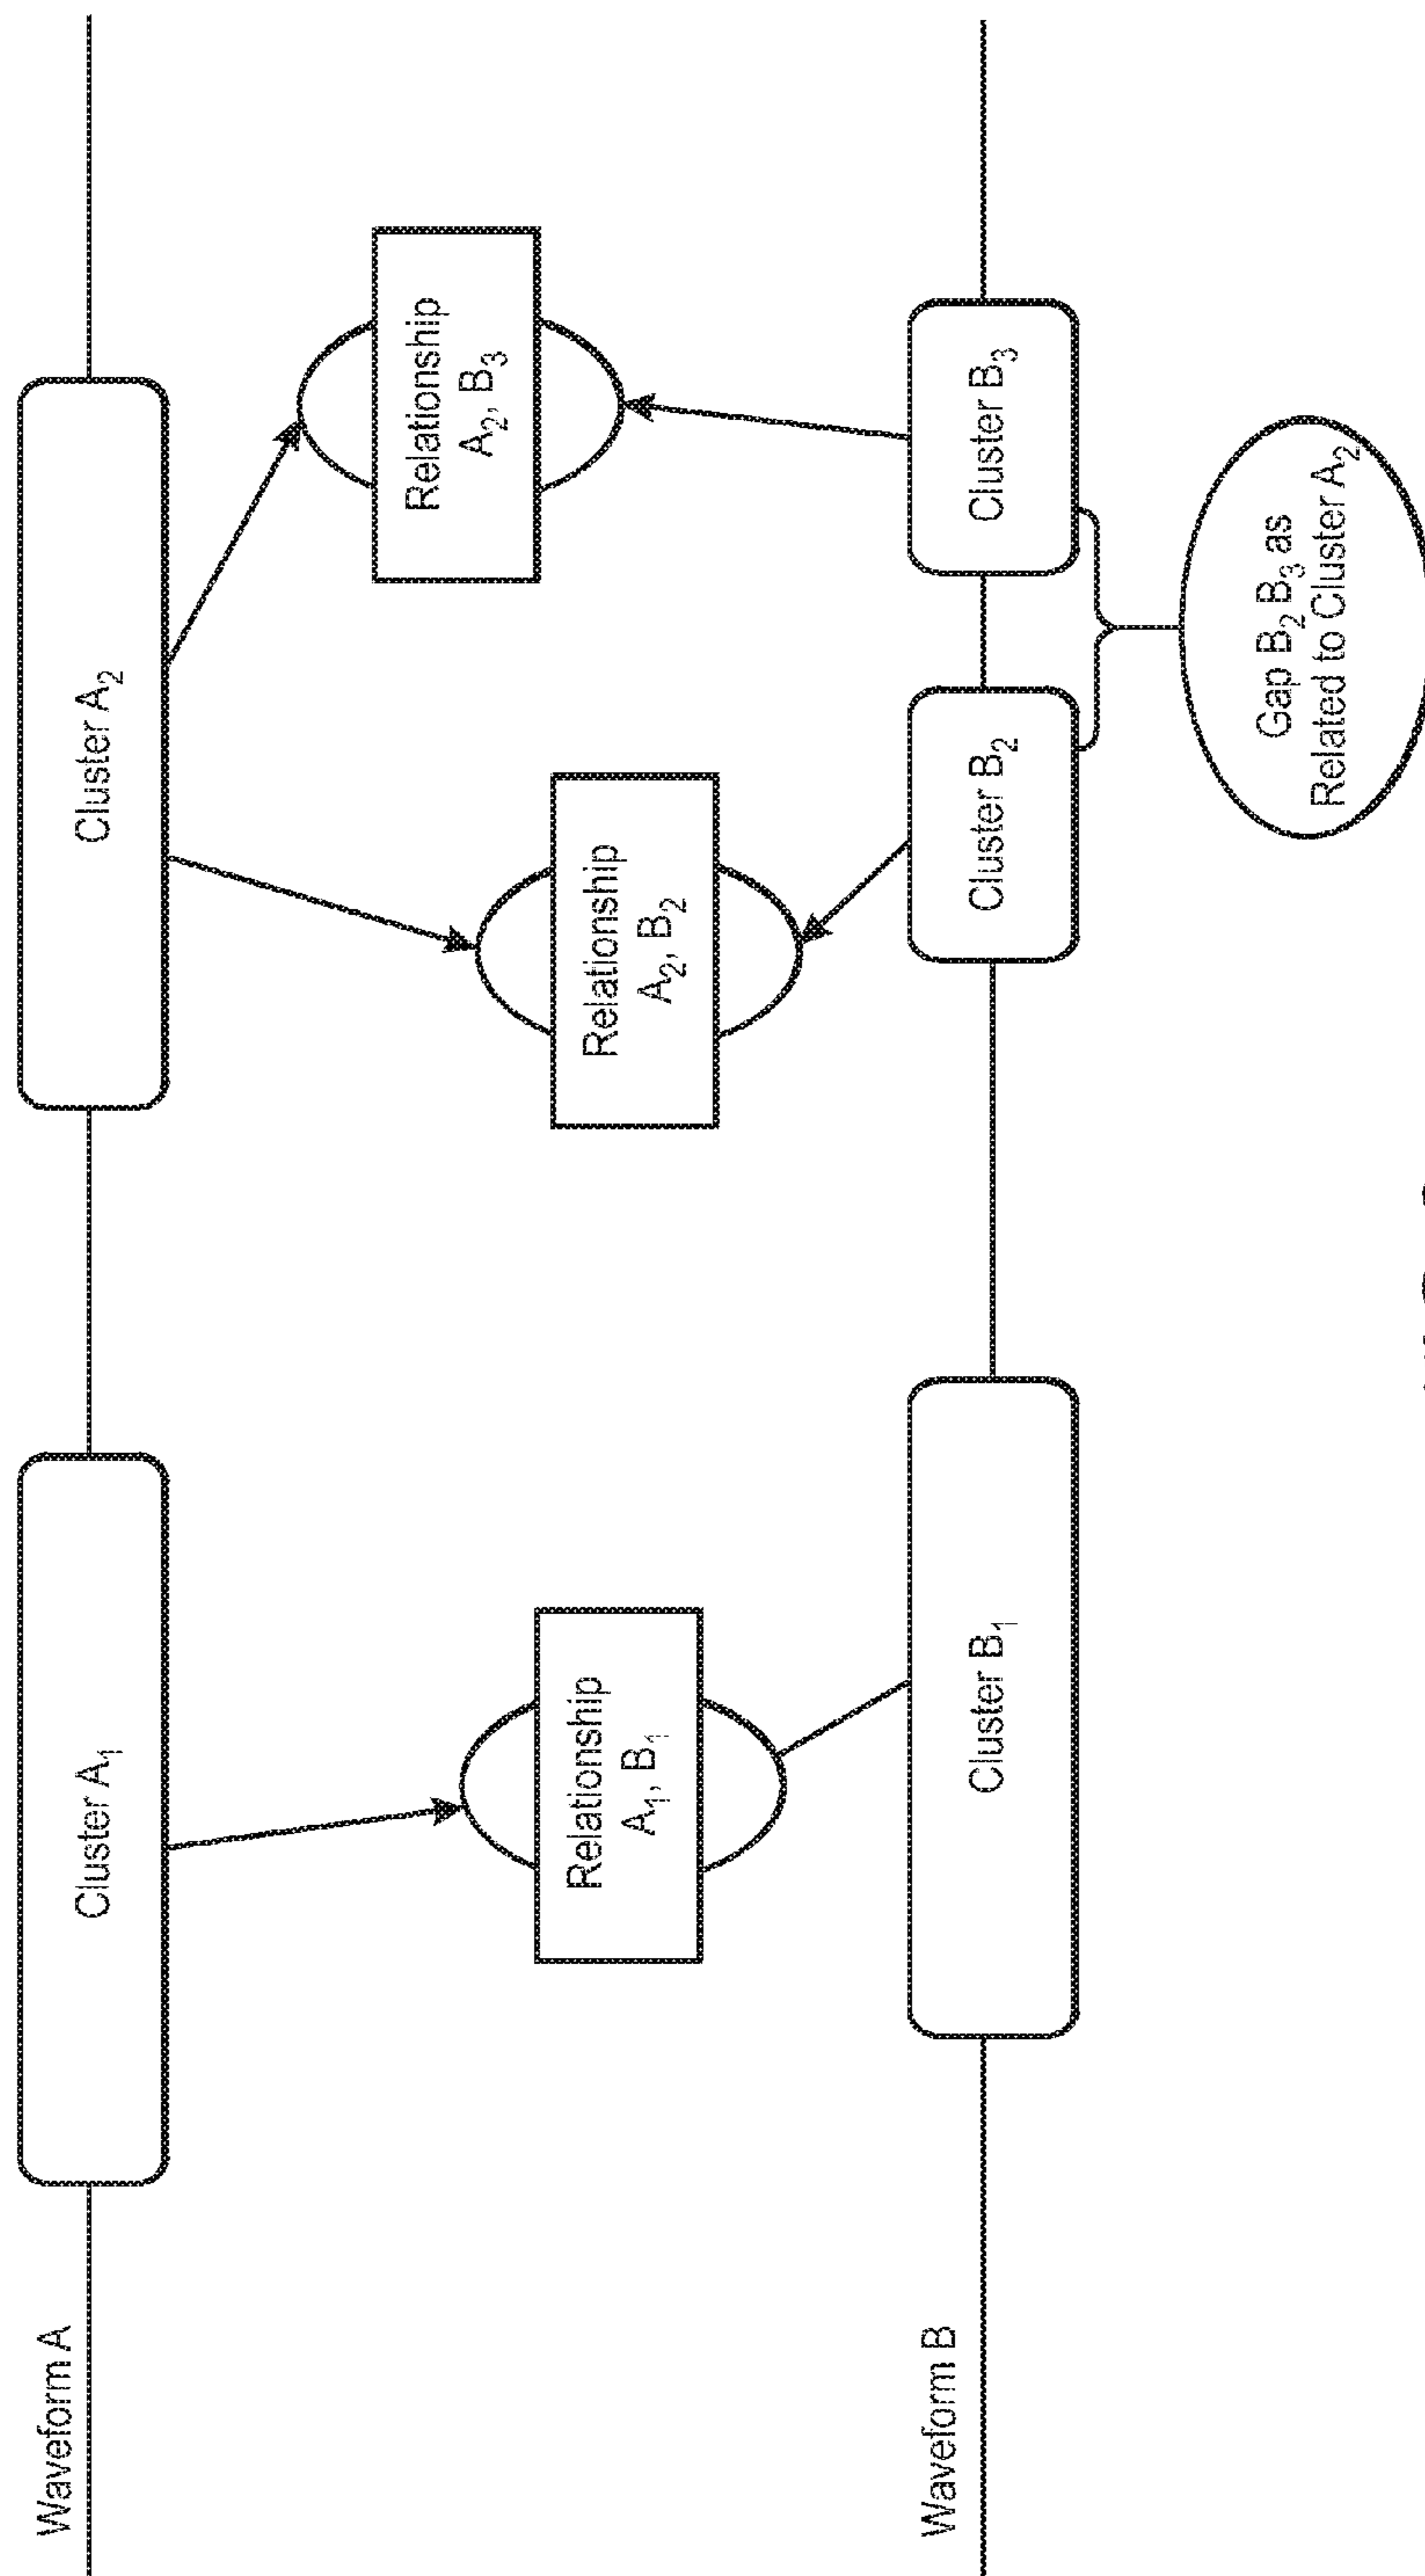 Waveform A
Cluster A₁
Cluster A₂
Relationship
A₁, B₁
Relationship
A₂, B₂
Relationship
A₂, B₃
Waveform B
Cluster B₁
Cluster B₂
Cluster B₃
Gap B₂ B₃ as
Related to Cluster A₂